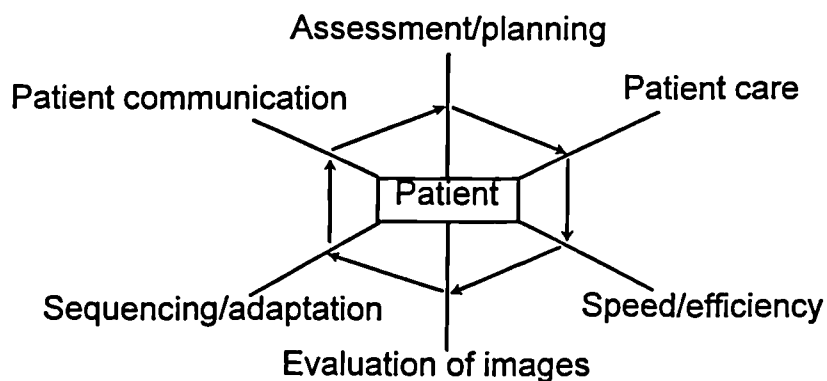 Assessment/planning
Patient communication
Patient care
Patient
Sequencing/adaptation
Speed/efficiency
Evaluation of images